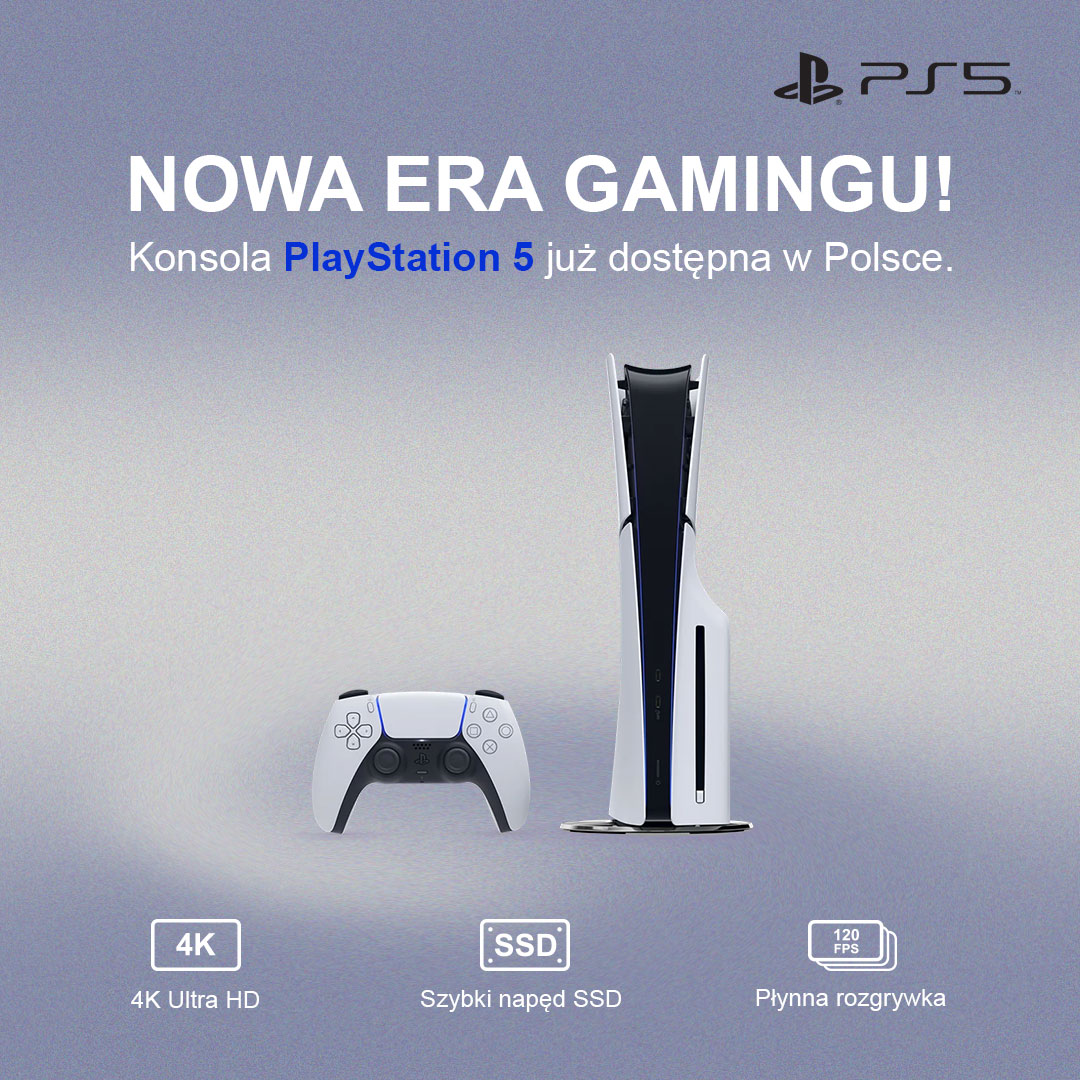 PS5
NOWA ERA GAMINGU!
Konsola PlayStation 5 już dostępna w Polsce.
4K
SSD
120
FPS
4K Ultra HD
Szybki napęd SSD
Płynna rozgrywka